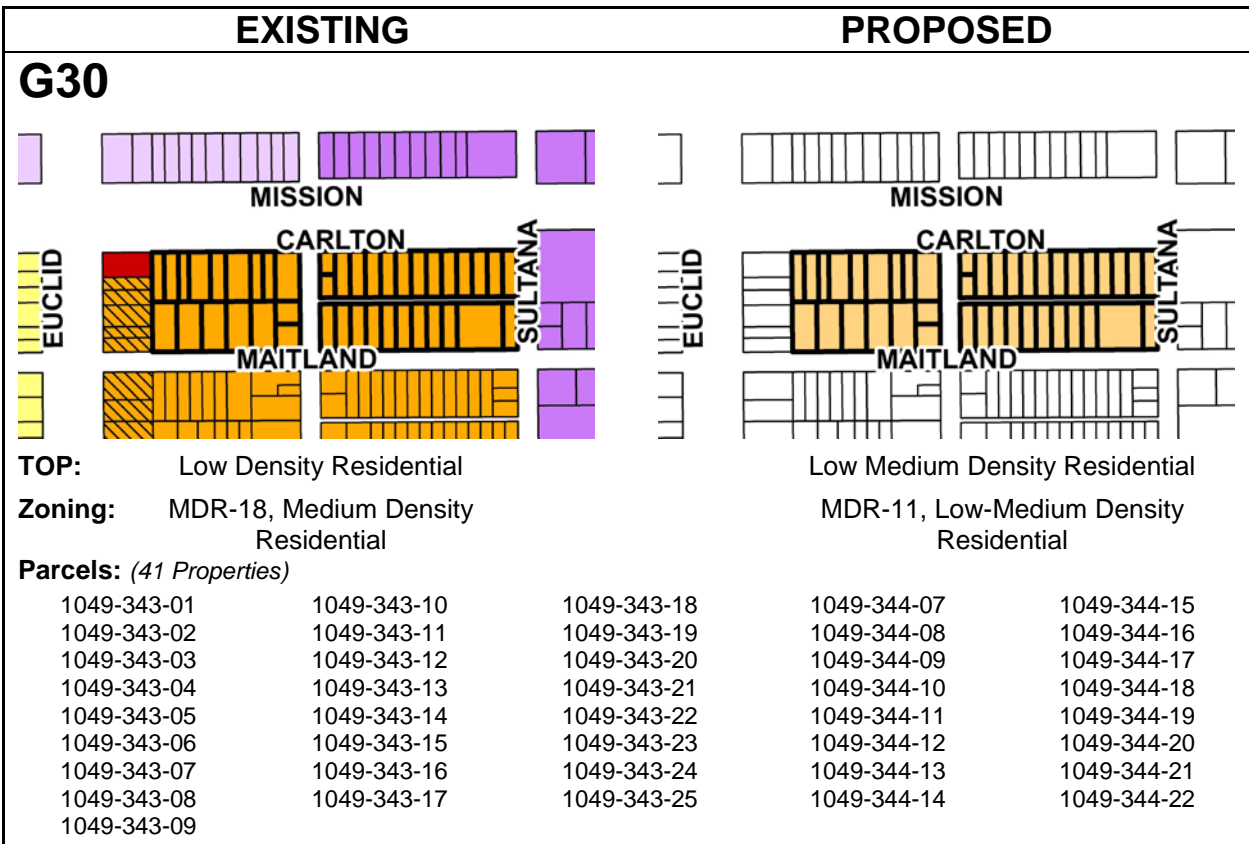 EXISTING PROPOSED
G30
MISSION
CARLTON
EUCLID
SULTANA
MAITLAND
MISSION
CARLTON
EUCLID
SULTANA
MAITLAND
TOP: Low Density Residential Low Medium Density Residential
Zoning: MDR-18, Medium Density MDR-11, Low-Medium Density
Residential Residential
Parcels: (41 Properties)
1049-343-01 1049-343-10 1049-343-18 1049-344-07 1049-344-15
1049-343-02 1049-343-11 1049-343-19 1049-344-08 1049-344-16
1049-343-03 1049-343-12 1049-343-20 1049-344-09 1049-344-17
1049-343-04 1049-343-13 1049-343-21 1049-344-10 1049-344-18
1049-343-05 1049-343-14 1049-343-22 1049-344-11 1049-344-19
1049-343-06 1049-343-15 1049-343-23 1049-344-12 1049-344-20
1049-343-07 1049-343-16 1049-343-24 1049-344-13 1049-344-21
1049-343-08 1049-343-17 1049-343-25 1049-344-14 1049-344-22
1049-343-09